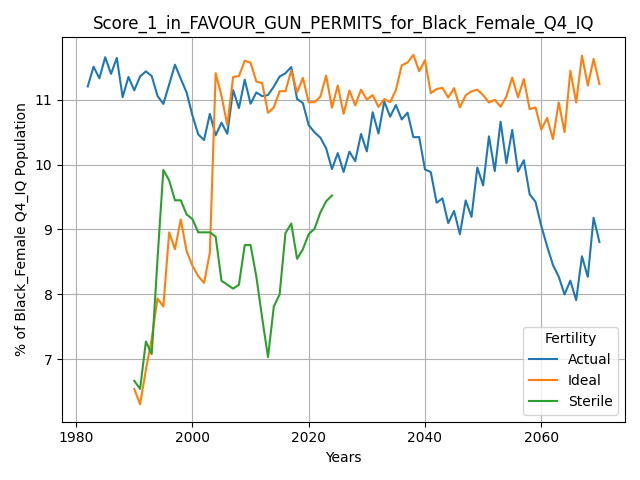 Score_1_in_FAVOUR_GUN_PERMITS_for_Black_Female_Q4_IQ
% of Black_Female Q4_IQ Population
11
10
9
8
7
1980
2000
2020
2040
2060
Years
Fertility
Actual
Ideal
Sterile